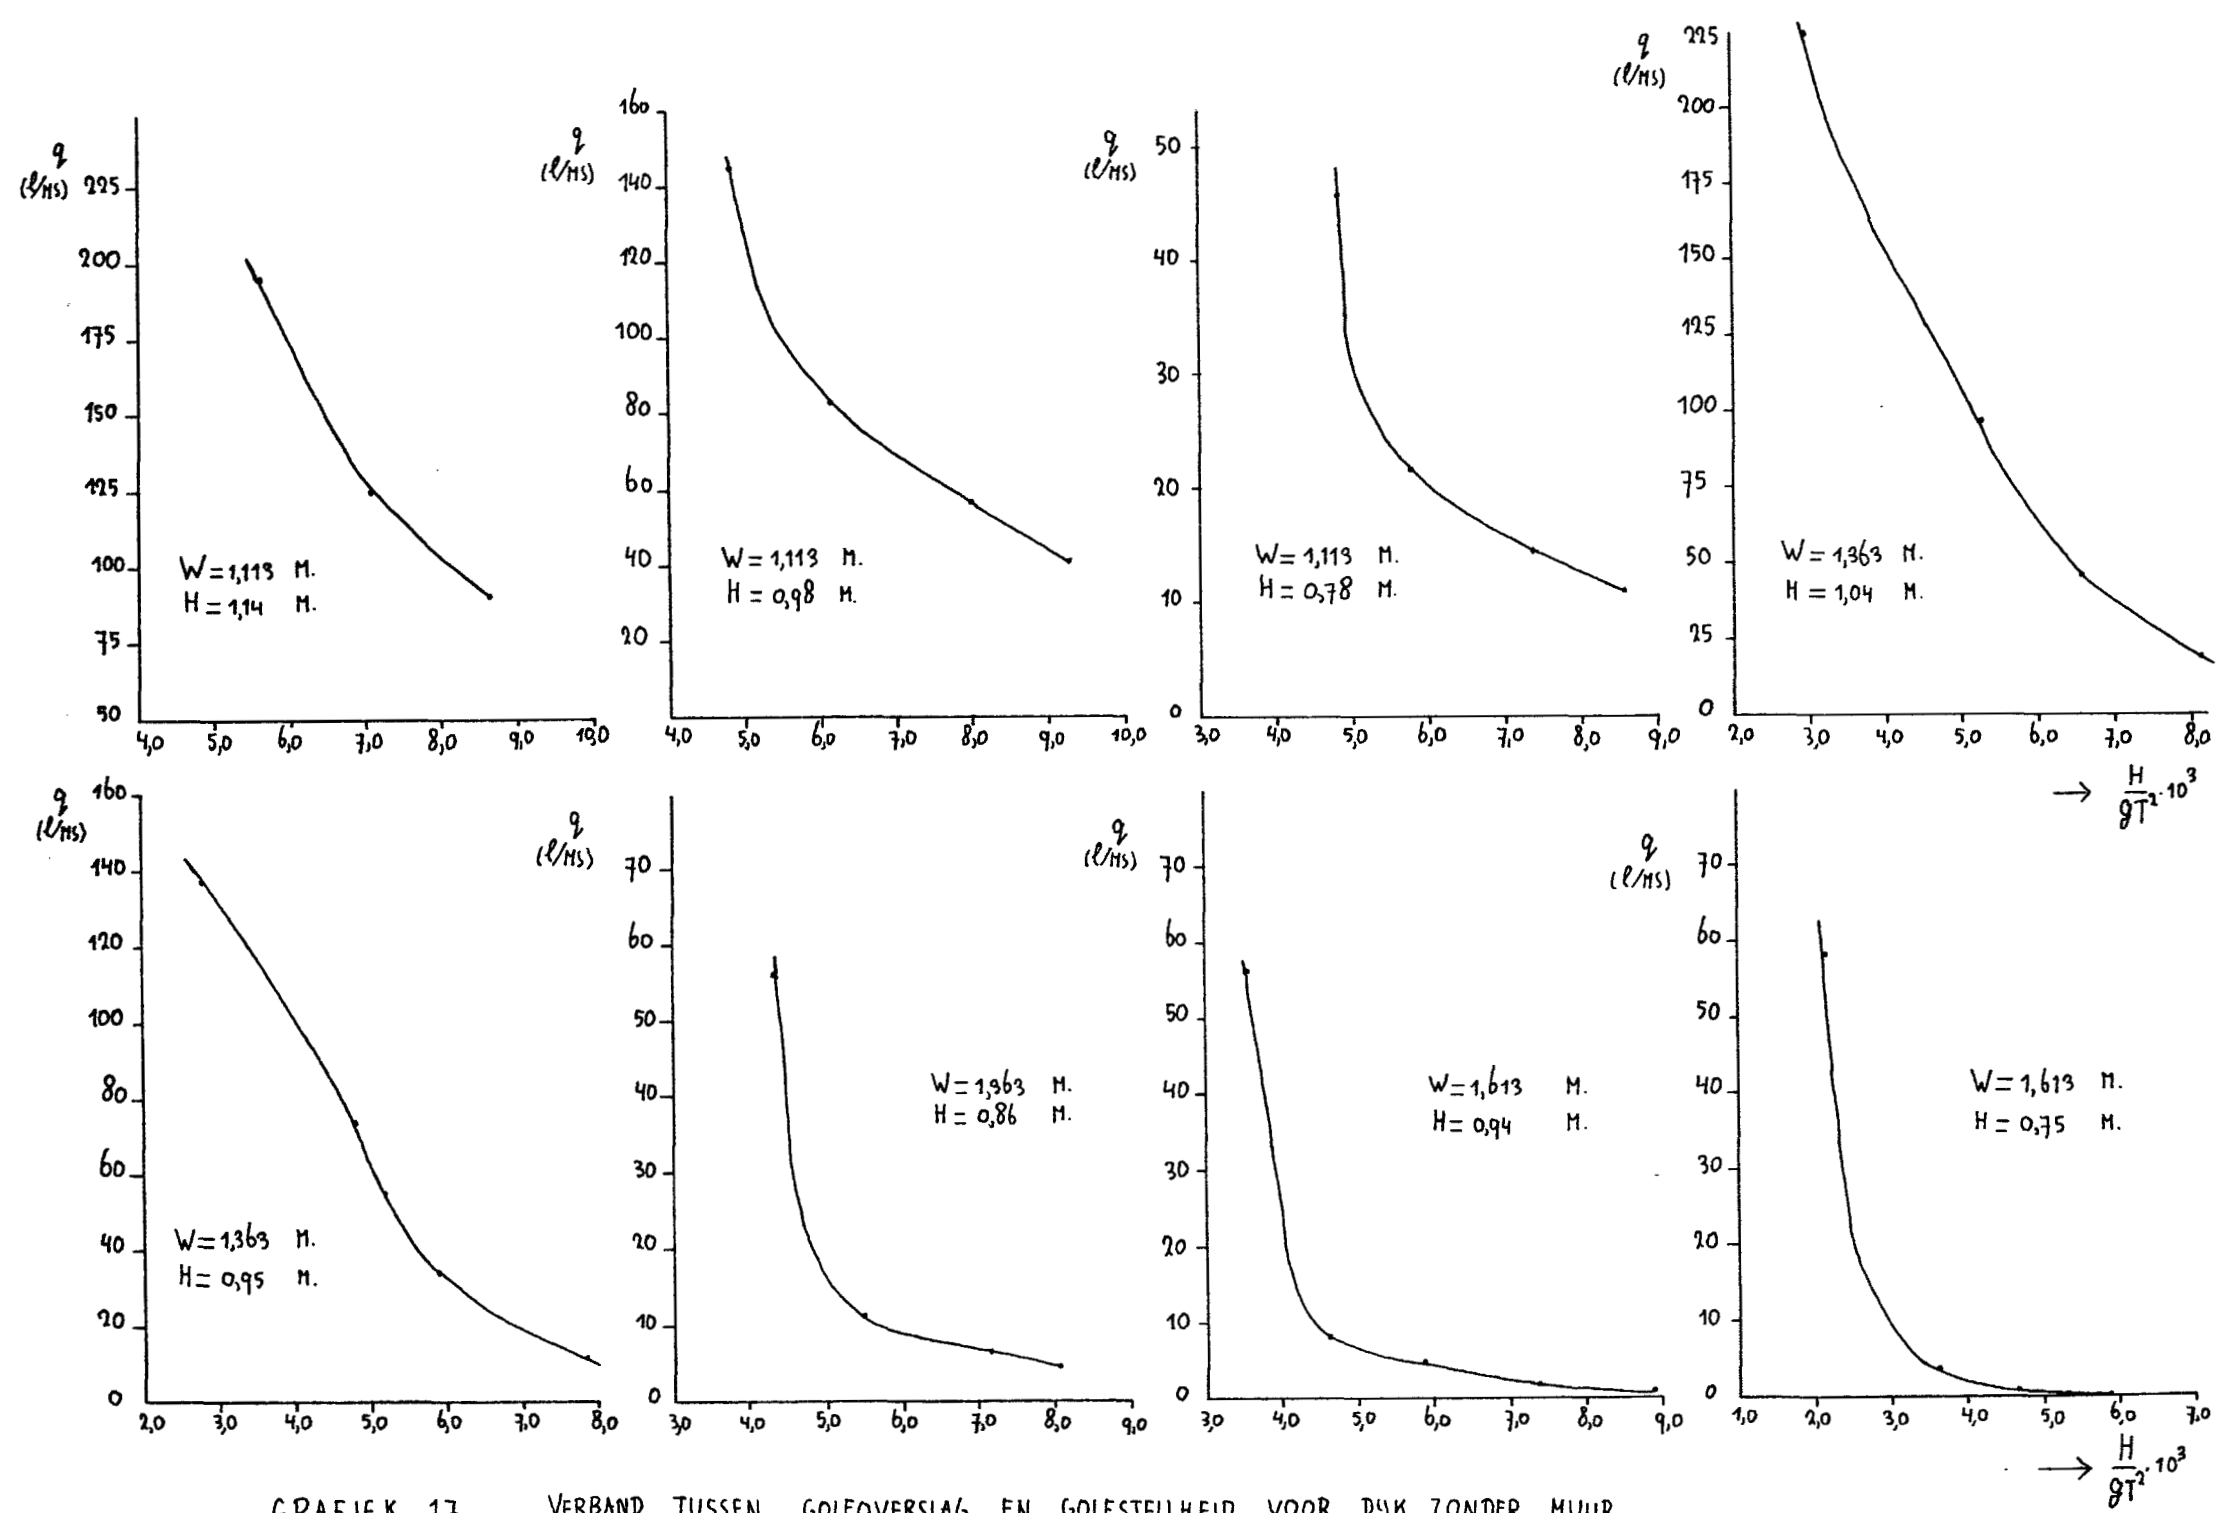 q
(l/MS)
225
200
175
150
125
100
75
50
W = 1,113 M.
H = 1,14 M.
4,0 5,0 6,0 7,0 8,0 9,0 10,0
q
(l/MS)
160
140
120
100
80
60
40
20
W = 1,113 M.
H = 0,98 M.
4,0 5,0 6,0 7,0 8,0 9,0 10,0
q
(l/MS)
50
40
30
20
10
0
W = 1,113 M.
H = 0,78 M.
3,0 4,0 5,0 6,0 7,0 8,0 9,0
q
(l/MS)
225
200
175
150
125
100
75
50
25
0
W = 1,363 M.
H = 1,04 M.
2,0 3,0 4,0 5,0 6,0 7,0 8,0
→ H/gT² · 10³
q
(l/MS)
160
140
120
100
80
60
40
20
0
W = 1,363 M.
H = 0,95 M.
2,0 3,0 4,0 5,0 6,0 7,0 8,0
q
(l/MS)
70
60
50
40
30
20
10
0
W = 1,363 M.
H = 0,86 M.
3,0 4,0 5,0 6,0 7,0 8,0 9,0
q
(l/MS)
70
60
50
40
30
20
10
0
W = 1,613 M.
H = 0,94 M.
3,0 4,0 5,0 6,0 7,0 8,0 9,0
q
(l/MS)
70
60
50
40
30
20
10
0
W = 1,613 M.
H = 0,75 M.
1,0 2,0 3,0 4,0 5,0 6,0 7,0
→ H/gT² · 10³
GRAFIEK 17 VERBAND TUSSEN GOLFOVERSLAG EN GOLFSTEILHEID VOOR DIJK ZONDER MUUR